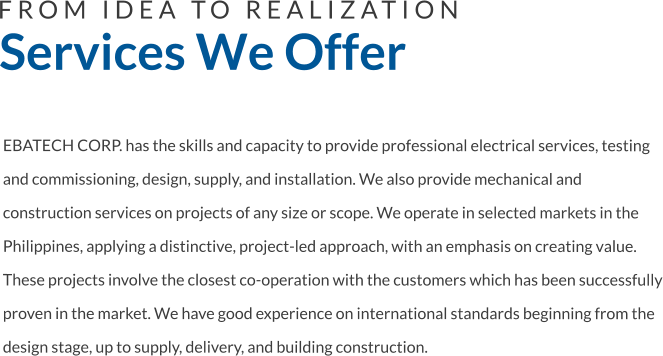 FROM IDEA TO REALIZATION
Services We Offer
EBATECH CORP. has the skills and capacity to provide professional electrical services, testing
and commissioning, design, supply, and installation. We also provide mechanical and
construction services on projects of any size or scope. We operate in selected markets in the
Philippines, applying a distinctive, project-led approach, with an emphasis on creating value.
These projects involve the closest co-operation with the customers which has been successfully
proven in the market. We have good experience on international standards beginning from the
design stage, up to supply, delivery, and building construction.